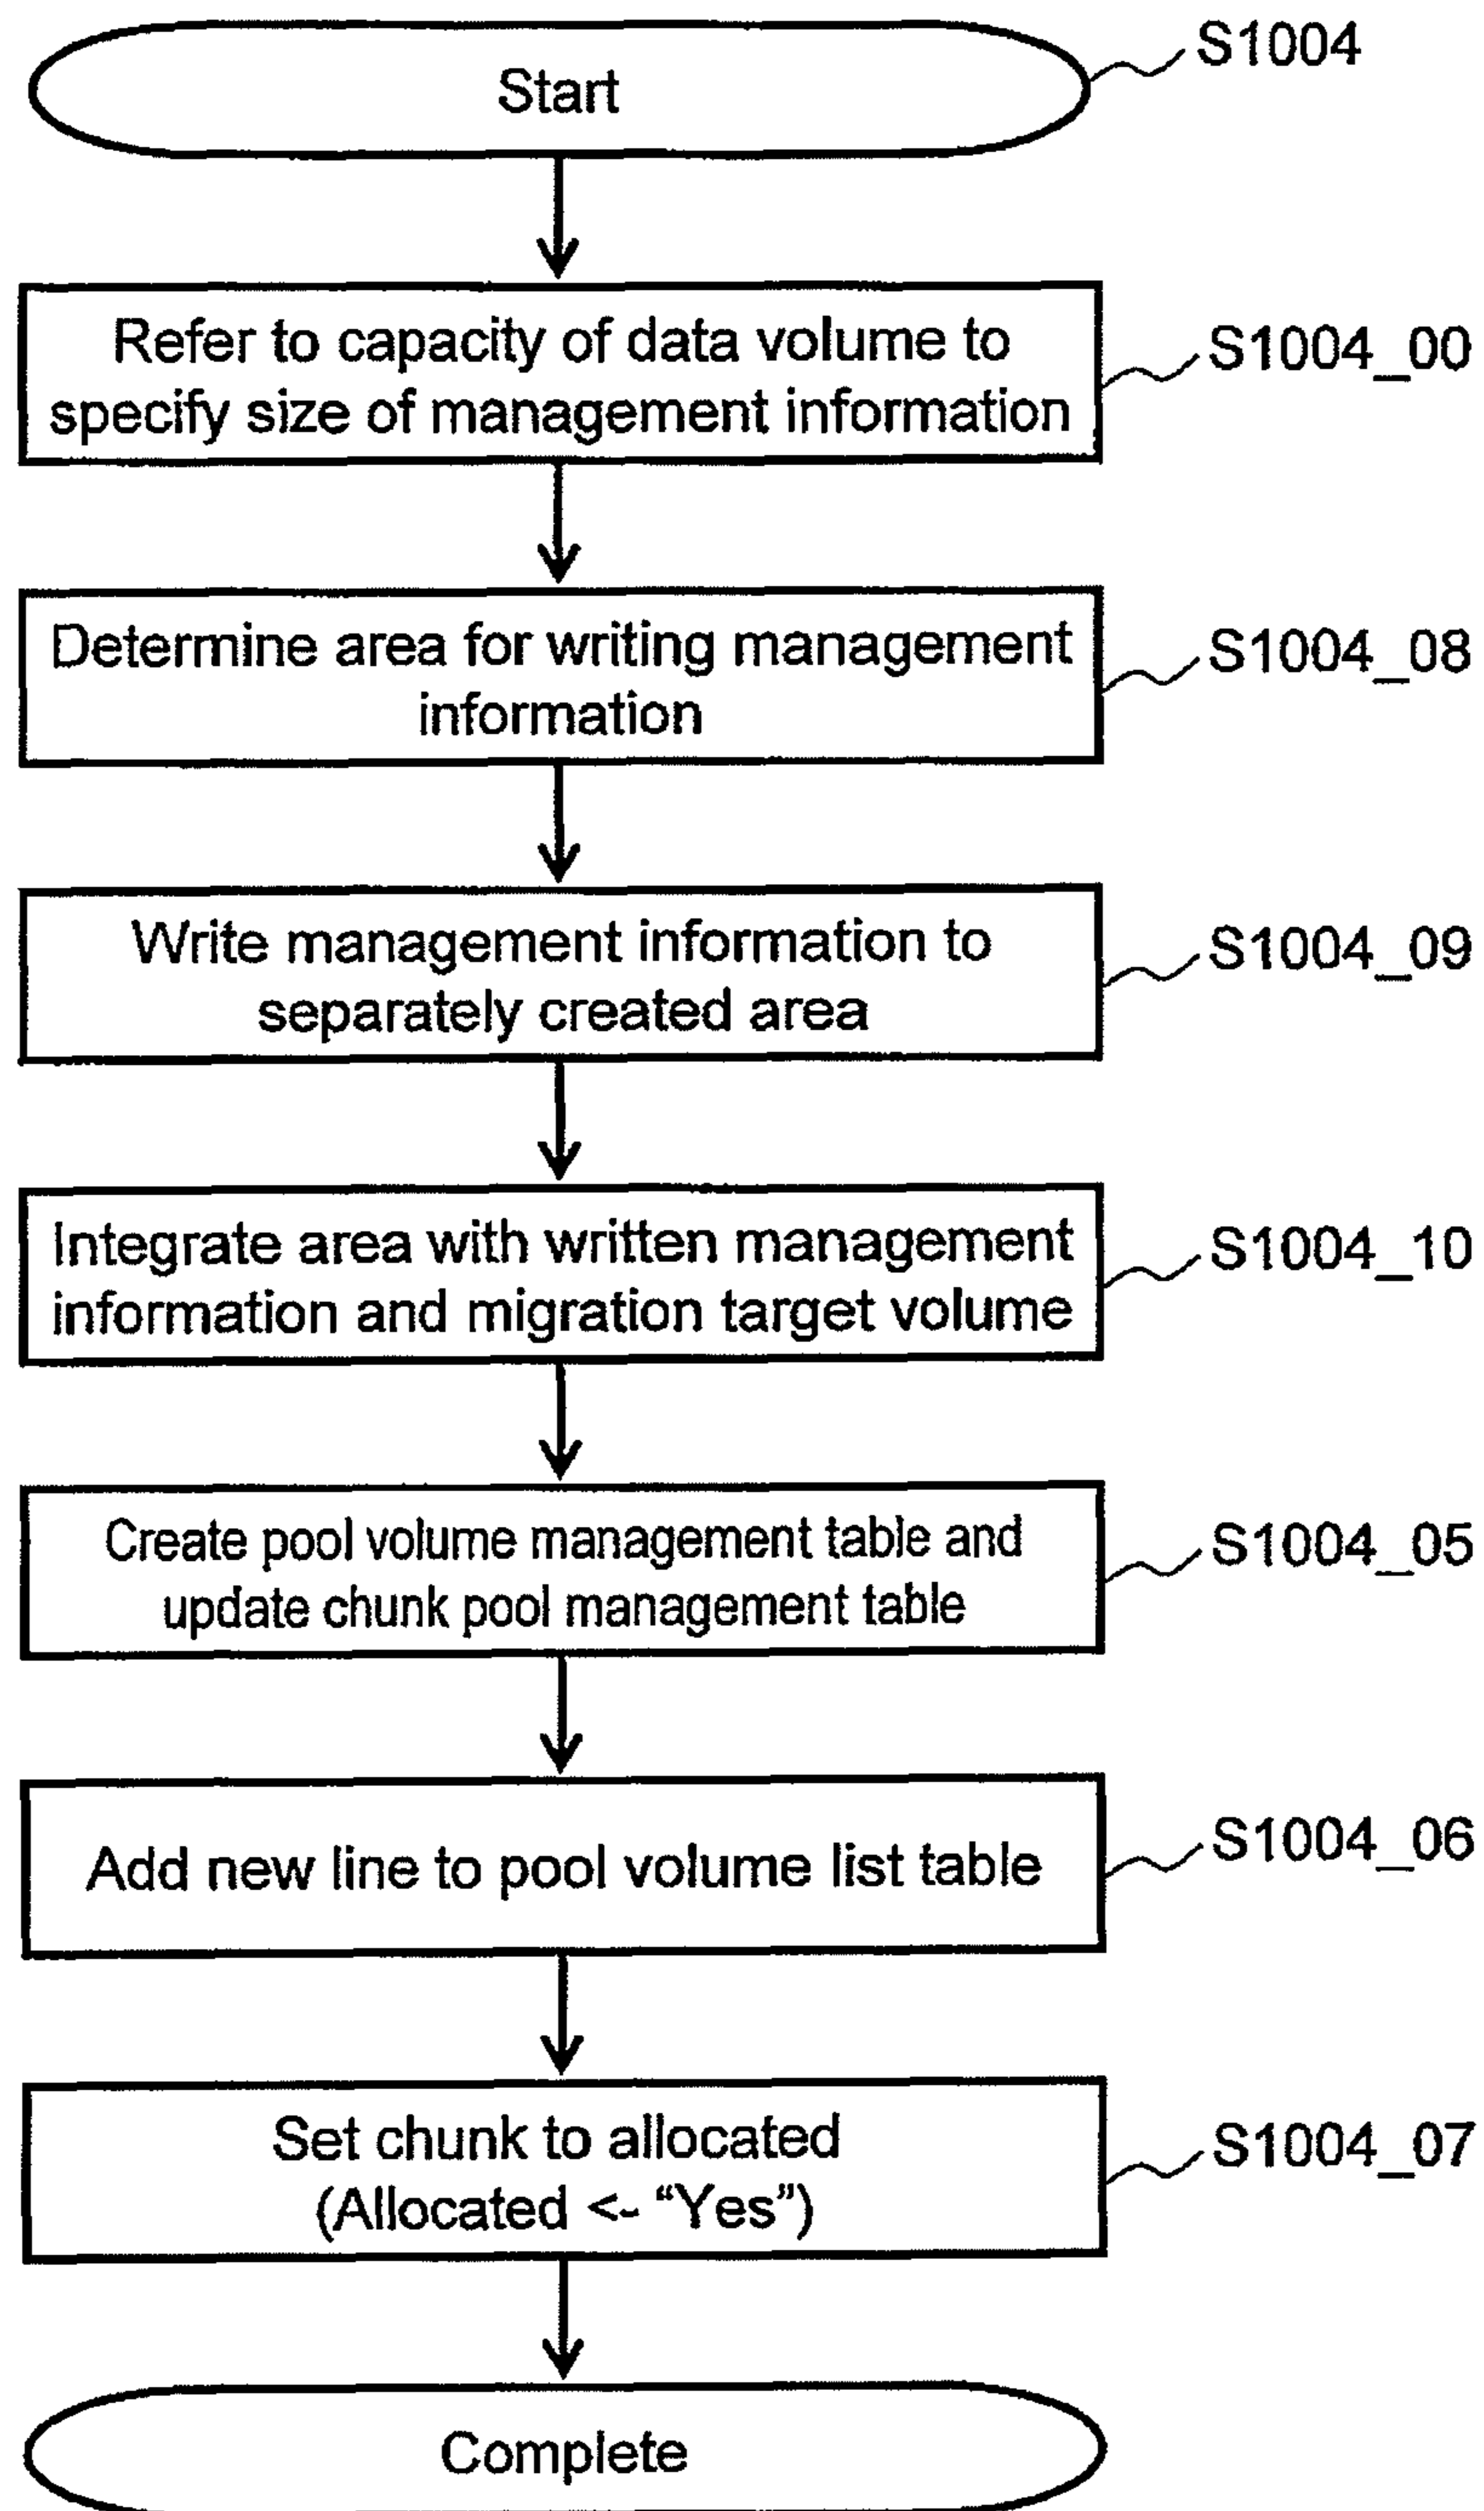 Start
S1004
Refer to capacity of data volume to
specify size of management information
S1004_00
Determine area for writing management
information
S1004_08
Write management information to
separately created area
S1004_09
Integrate area with written management
information and migration target volume
S1004_10
Create pool volume management table and
update chunk pool management table
S1004_05
Add new line to pool volume list table
S1004_06
Set chunk to allocated
(Allocated <- “Yes”)
S1004_07
Complete